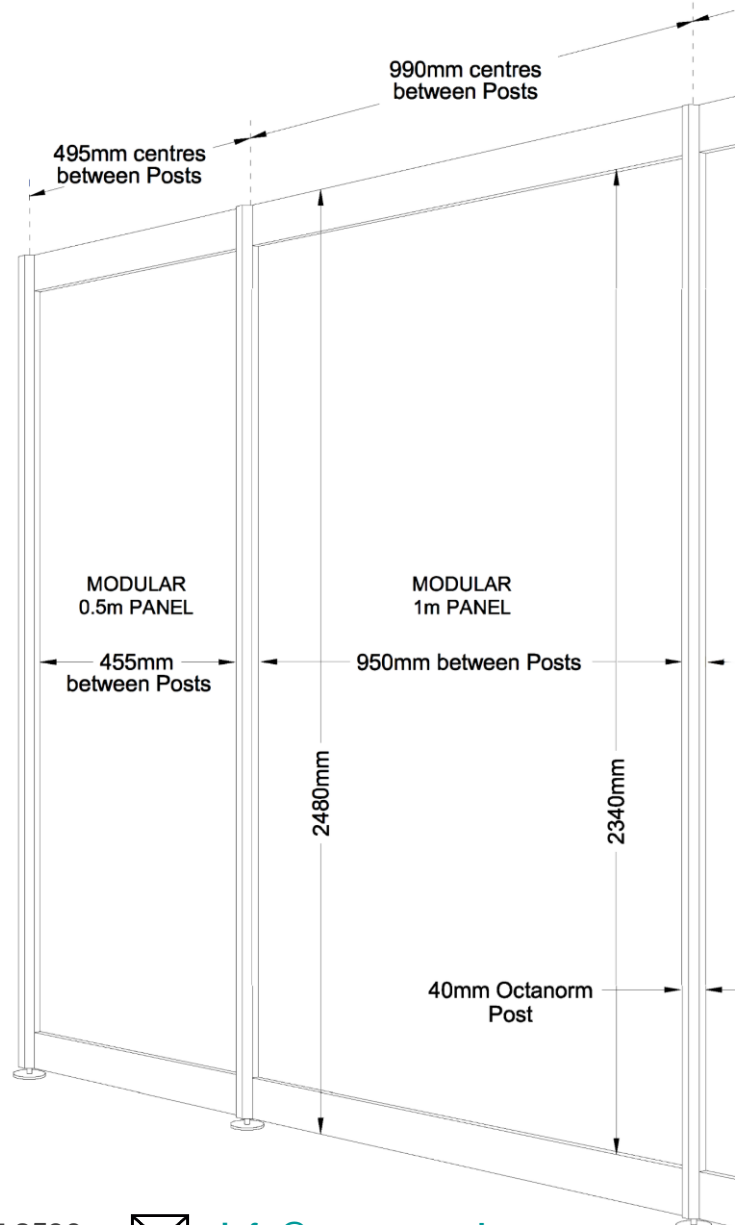 990mm centres
between Posts
495mm centres
between Posts
MODULAR
0.5m PANEL
MODULAR
1m PANEL
455mm
between Posts
950mm between Posts
2480mm
2340mm
40mm Octanorm
Post